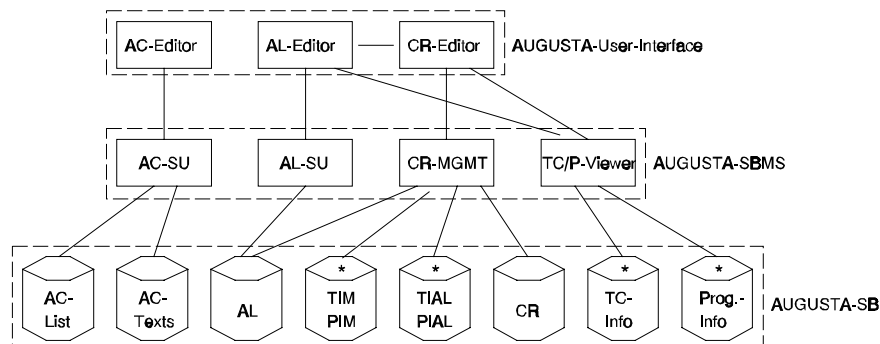 AC-Editor
AL-Editor
CR-Editor
AUGUSTA-User-Interface
AC-SU
AL-SU
CR-MGMT
TC/P-Viewer
AUGUSTA-SBMS
AC-
List
AC-
Texts
AL
*
TIM
PIM
*
TIAL
PIAL
CR
*
TC-
Info
*
Prog.-
Info
AUGUSTA-SB